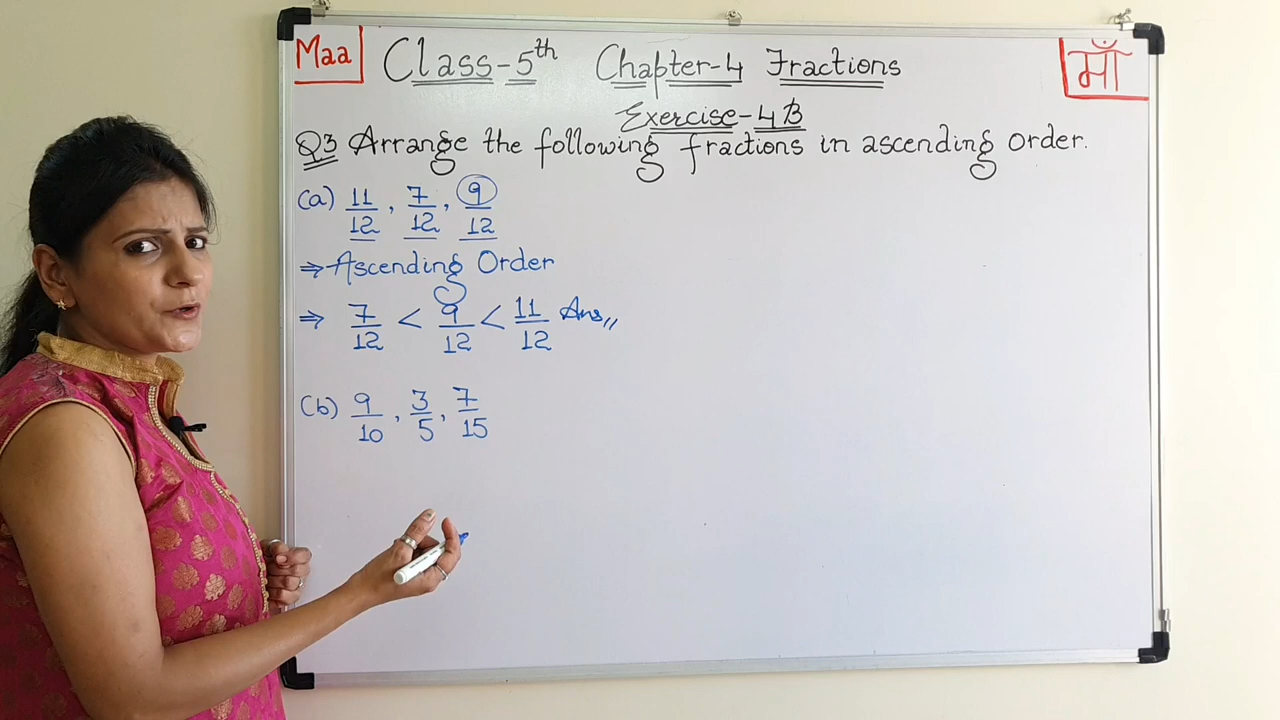 Maa Class-5th Chapter-4 Fractions माँ
Exercise-4B
Q3 Arrange the following fractions in ascending Order.
(a) 11/12, 7/12, 9/12
⇒ Ascending Order
⇒ 7/12 < 9/12 < 11/12 Ans,,
(b) 9/10, 3/5, 7/15